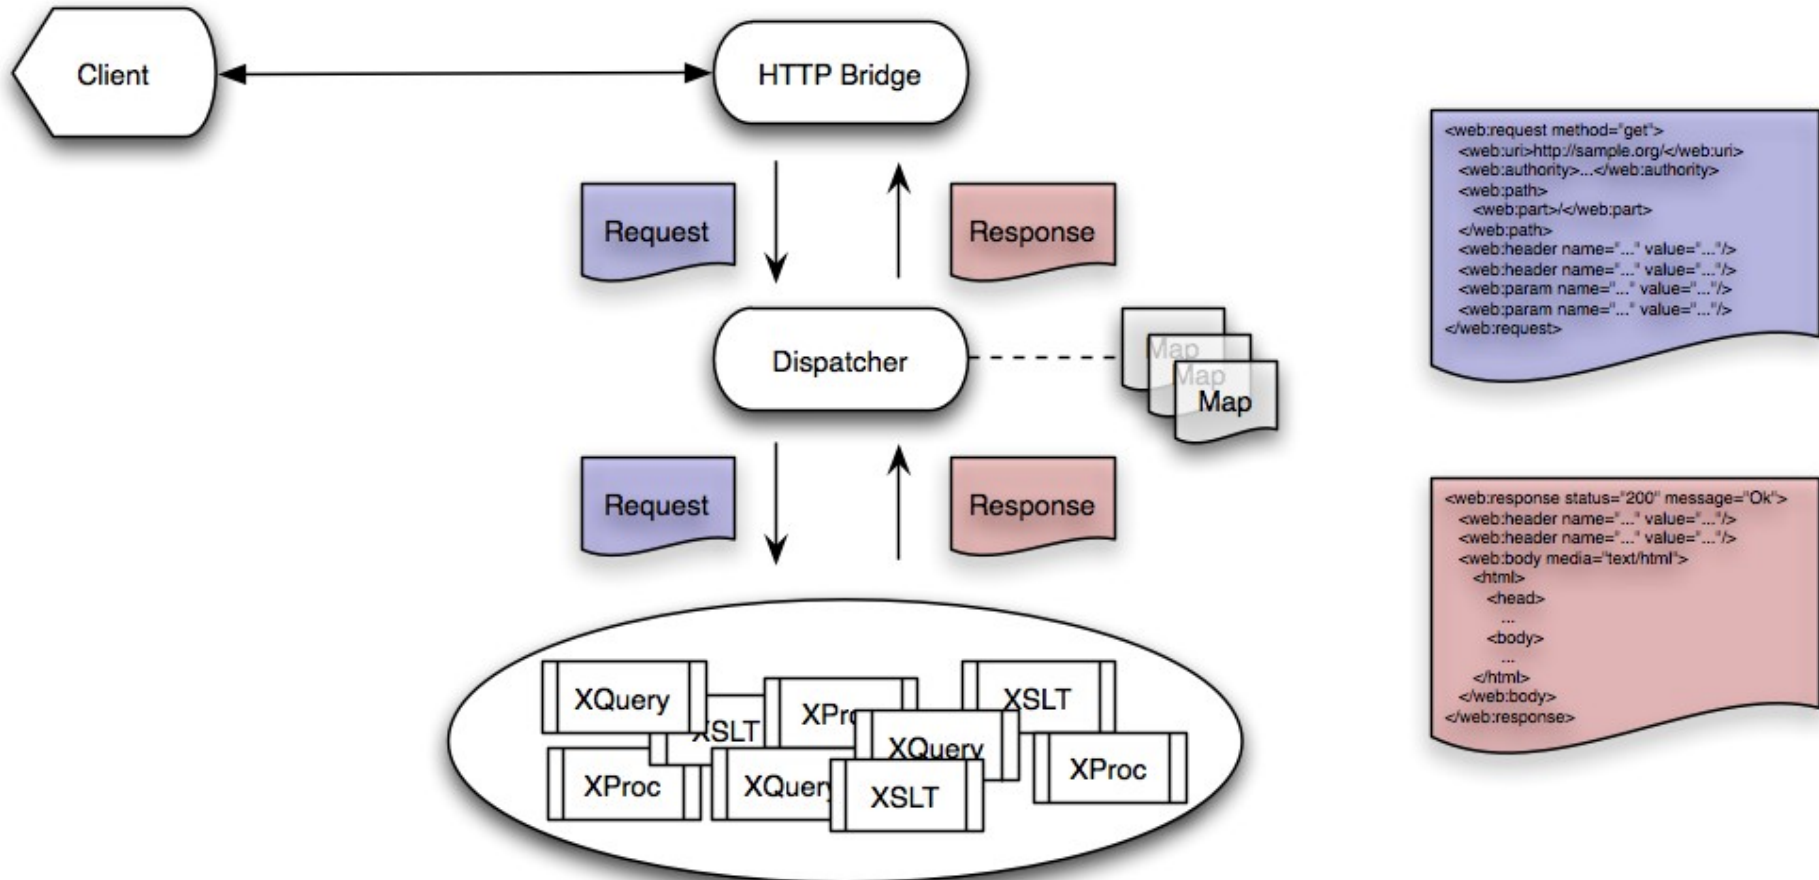 Client
HTTP Bridge
Request
Response
Dispatcher
Map
Map
Map
Request
Response
XQuery
XSLT
XPro
XSLT
XQuery
XProc
XProc
XQuery
XSLT
<web:request method="get">
<web:uri>http://sample.org/</web:uri>
<web:authority>...</web:authority>
<web:path>
<web:part>/</web:part>
</web:path>
<web:header name="..." value="..."/>
<web:header name="..." value="..."/>
<web:param name="..." value="..."/>
<web:param name="..." value="..."/>
</web:request>
<web:response status="200" message="Ok">
<web:header name="..." value="..."/>
<web:header name="..." value="..."/>
<web:body media="text/html">
<html>
<head>
...
<body>
...
</html>
</web:body>
</web:response>